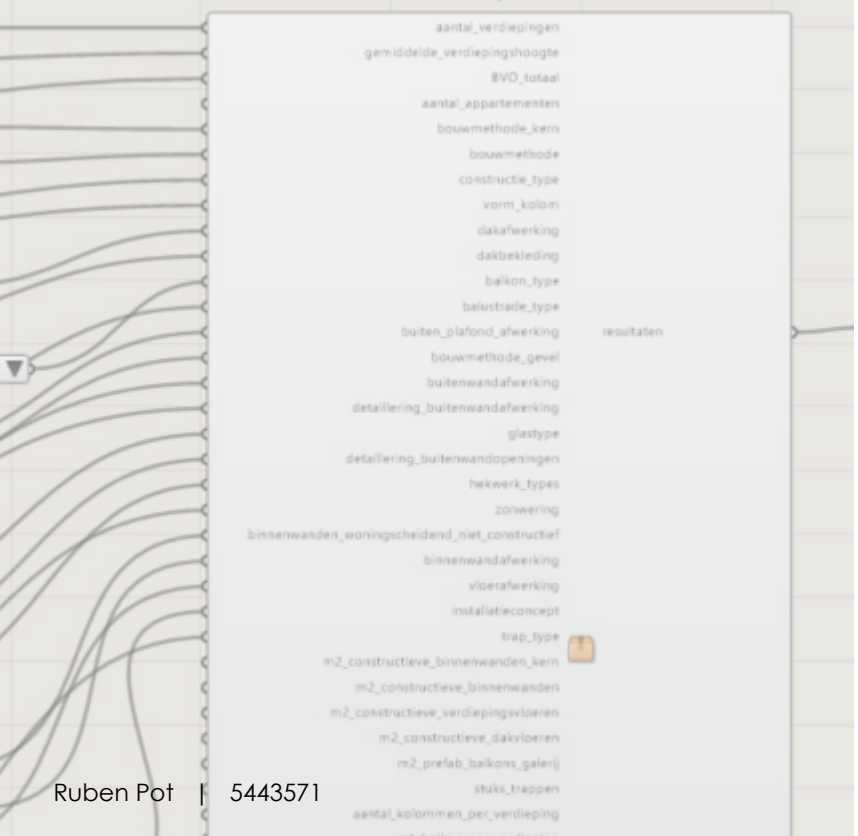 aantal_verdiepingen
gemiddelde_verdiepingshoogte
BVO_totaal
aantal_appartementen
bouwmethode_kern
bouwmethode
constructie_type
vorm_kolom
dakafwerking
dakbekleding
balkon_type
balustrade_type
buiten_plafond_afwerking
resultaten
bouwmethode_gevel
buitenwandafwerking
detaillering_buitenwandafwerking
glastype
detaillering_buitenwandopeningen
hekwerk_types
zonwering
binnenwanden_woningscheidend_niet_constructief
binnenwandafwerking
vloerafwerking
installatieconcept
trap_type
m2_constructieve_binnenwanden_kern
m2_constructieve_binnenwanden
m2_constructieve_verdiepingsvloeren
m2_constructieve_dakvloeren
m2_prefab_balkons_galerij
stuks_trappen
Ruben Pot | 5443571
aantal_kolommen_per_verdieping